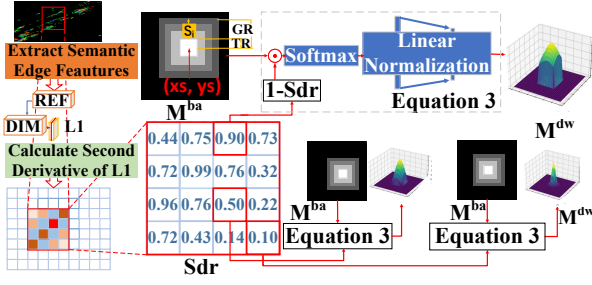 Extract Semantic
Edge Feautures
REF
DIM
L1
Calculate Second
Derivative of L1
Si
GR
TR
(xs, ys)
M^ba
Softmax
Linear
Normalization
1-Sdr
Equation 3
M^dw
0.44 0.75 0.90 0.73
0.72 0.99 0.76 0.32
0.96 0.76 0.50 0.22
0.72 0.43 0.14 0.10
Sdr
M^ba
Equation 3
M^ba
M^dw
Equation 3